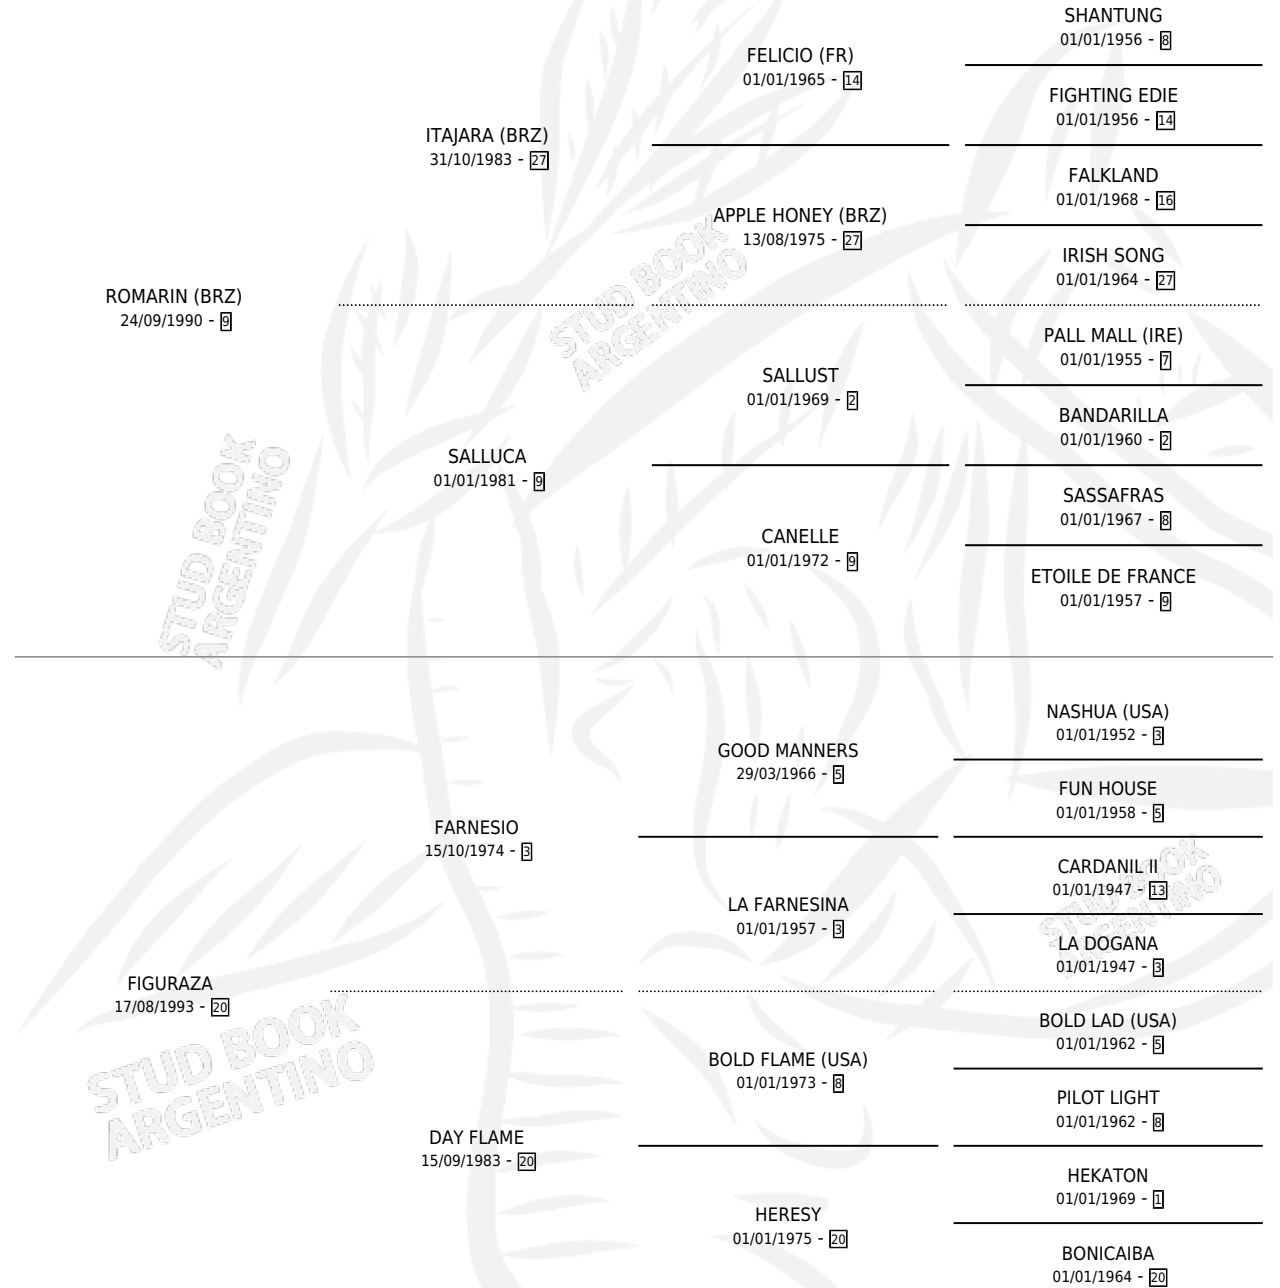 SHANTUNG
01/01/1956 - 8
FELICIO (FR)
01/01/1965 - 14
FIGHTING EDIE
01/01/1956 - 14
ITAJARA (BRZ)
31/10/1983 - 27
FALKLAND
01/01/1968 - 16
APPLE HONEY (BRZ)
13/08/1975 - 27
IRISH SONG
01/01/1964 - 27
ROMARIN (BRZ)
24/09/1990 - 9
PALL MALL (IRE)
01/01/1955 - 7
SALLUST
01/01/1969 - 2
BANDARILLA
01/01/1960 - 2
SALLUCA
01/01/1981 - 9
SASSAFRAS
01/01/1967 - 8
CANELLE
01/01/1972 - 9
ETOILE DE FRANCE
01/01/1957 - 9
NASHUA (USA)
01/01/1952 - 3
GOOD MANNERS
29/03/1966 - 5
FUN HOUSE
01/01/1958 - 5
FARNESIO
15/10/1974 - 3
CARDANIL II
01/01/1947 - 13
LA FARNESINA
01/01/1957 - 3
LA DOGANA
01/01/1947 - 3
FIGURAZA
17/08/1993 - 20
BOLD LAD (USA)
01/01/1962 - 5
BOLD FLAME (USA)
01/01/1973 - 8
PILOT LIGHT
01/01/1962 - 8
DAY FLAME
15/09/1983 - 20
HEKATON
01/01/1969 - 1
HERESY
01/01/1975 - 20
BONICAIBA
01/01/1964 - 20
STUD BOOK
ARGENTINO
STUD BOOK
ARGENTINO
STUD BOOK
ARGENTINO
STUD BOOK
ARGENTINO